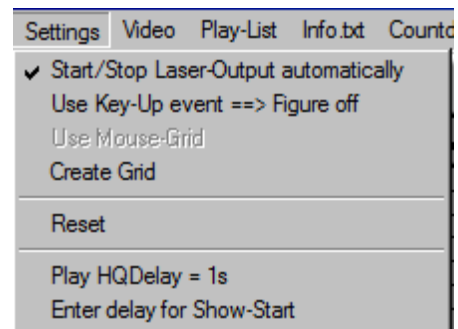 Settings Video Play-List Info.txt Countd
Start/Stop Laser-Output automatically
Use Key-Up event ==> Figure off
Use Mouse-Grid
Create Grid
Reset
Play HQDelay = 1s
Enter delay for Show-Start